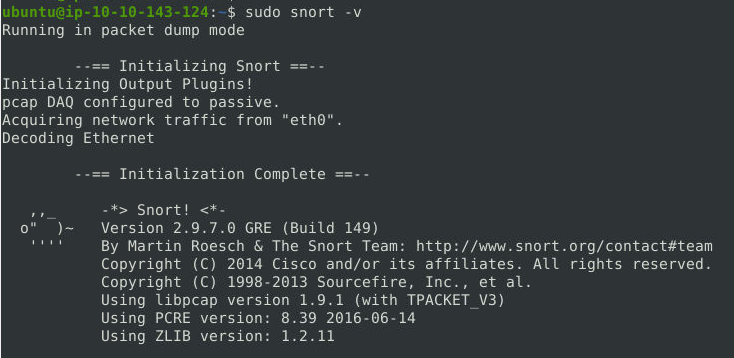 ubuntu@ip-10-10-143-124:~$ sudo snort -v
Running in packet dump mode
--== Initializing Snort ==--
Initializing Output Plugins!
pcap DAQ configured to passive.
Acquiring network traffic from "eth0".
Decoding Ethernet
--== Initialization Complete ==--
,,_ -*> Snort! <*-
o" )~ Version 2.9.7.0 GRE (Build 149)
'''' By Martin Roesch & The Snort Team: http://www.snort.org/contact#team
Copyright (C) 2014 Cisco and/or its affiliates. All rights reserved.
Copyright (C) 1998-2013 Sourcefire, Inc., et al.
Using libpcap version 1.9.1 (with TPACKET_V3)
Using PCRE version: 8.39 2016-06-14
Using ZLIB version: 1.2.11